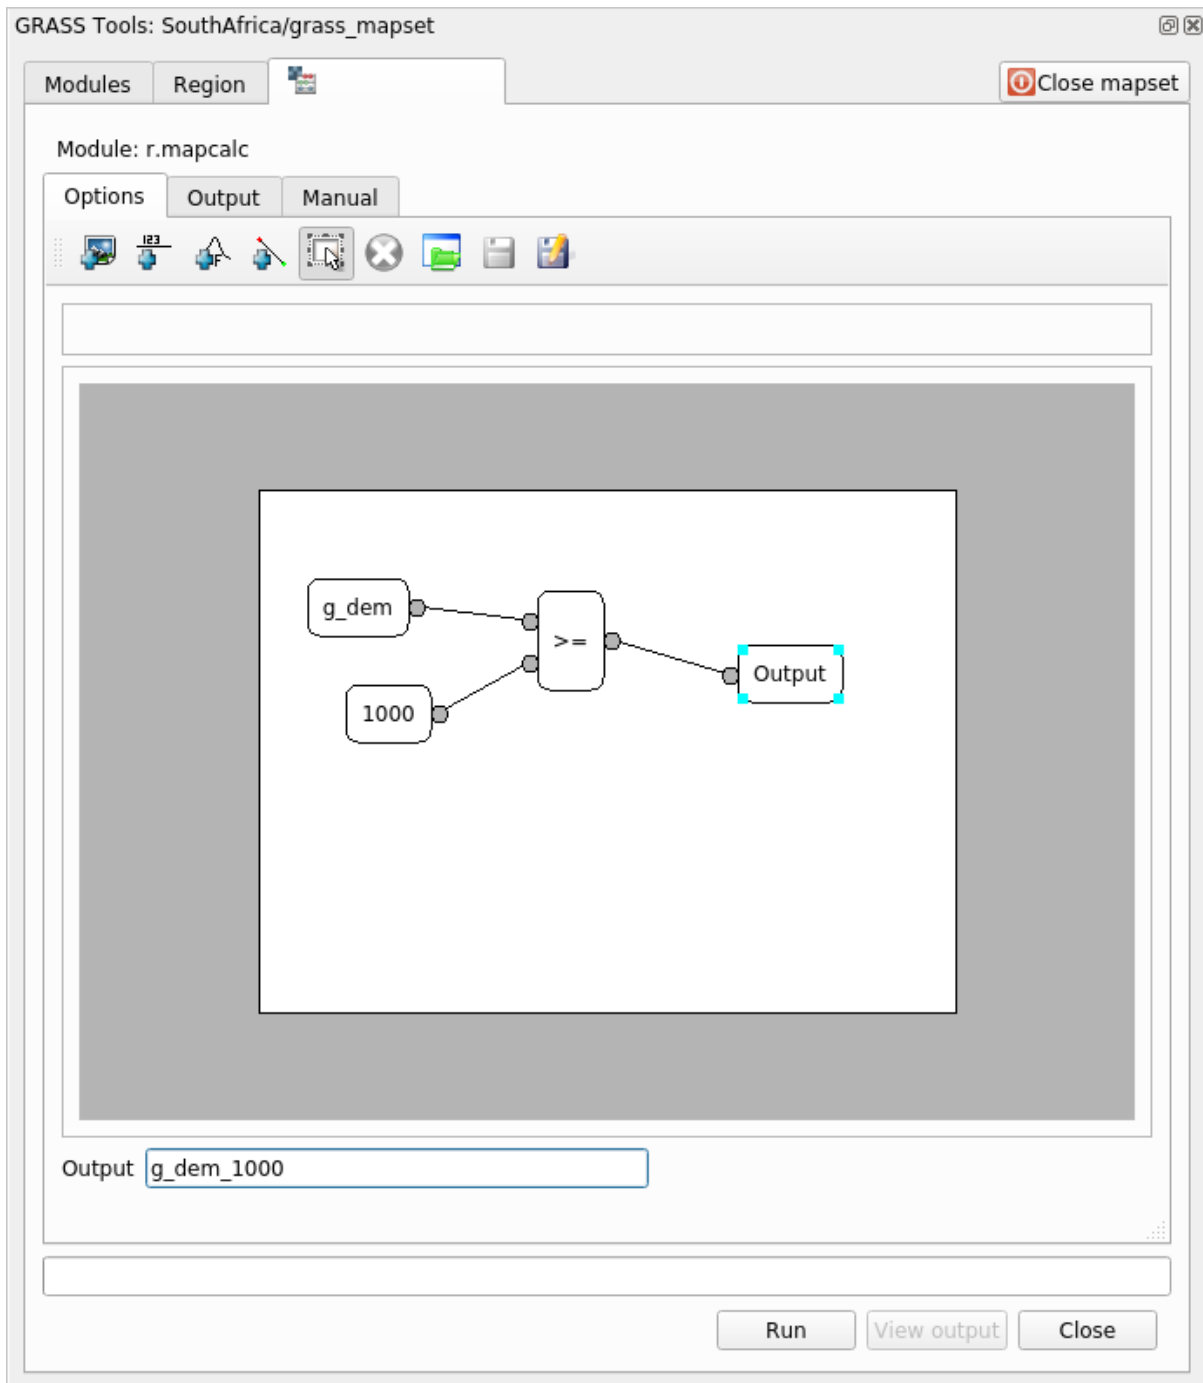 GRASS Tools: SouthAfrica/grass_mapset
Modules Region Close mapset
Module: r.mapcalc
Options Output Manual
123 F
g_dem
>=
Output
1000
Output g_dem_1000
Run View output Close